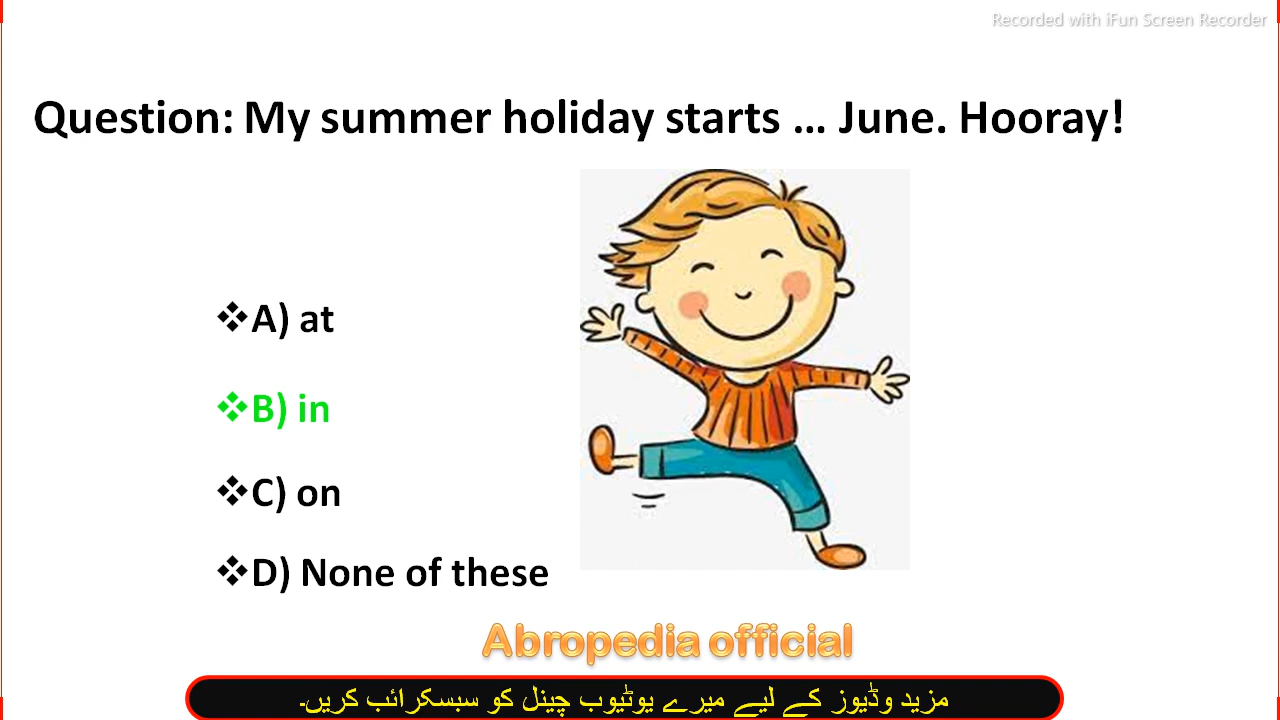 Recorded with iFun Screen Recorder
Question: My summer holiday starts ... June. Hooray!
❖A) at
❖B) in
❖C) on
❖D) None of these
Abropedia official
مزید وڈیوز کے لیے میرے یوٹیوب چینل کو سبسکرائب کریں۔